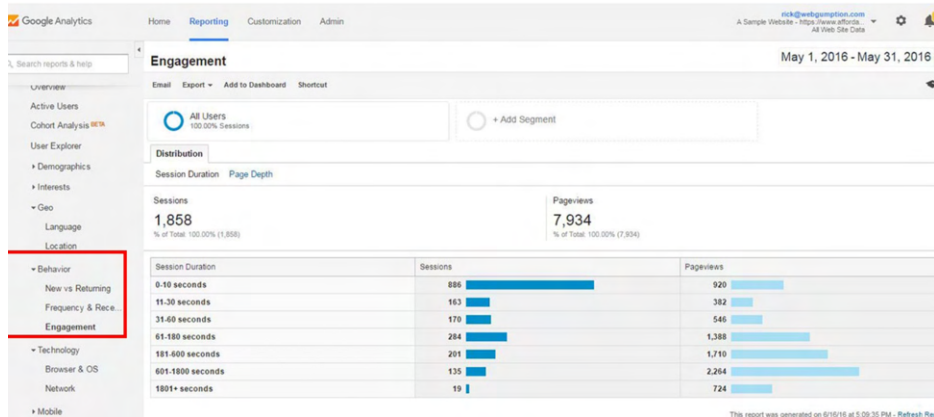 Google Analytics
Home Reporting Customization Admin
rick@webgumption.com
A Sample Website - https://www.afforda...
All Web Site Data
Search reports & help
Overview
Active Users
Cohort Analysis BETA
User Explorer
Demographics
Interests
Geo
Language
Location
Behavior
New vs Returning
Frequency & Rece...
Engagement
Technology
Browser & OS
Network
Mobile
Engagement
May 1, 2016 - May 31, 2016
Email Export Add to Dashboard Shortcut
All Users
100.00% Sessions
+ Add Segment
Distribution
Session Duration Page Depth
Sessions
1,858
% of Total: 100.00% (1,858)
Pageviews
7,934
% of Total: 100.00% (7,934)
Session Duration Sessions Pageviews
0-10 seconds 886 920
11-30 seconds 163 382
31-60 seconds 170 546
61-180 seconds 284 1,388
181-600 seconds 201 1,710
601-1800 seconds 135 2,264
1801+ seconds 19 724
This report was generated on 6/16/16 at 5:09:35 PM - Refresh Re